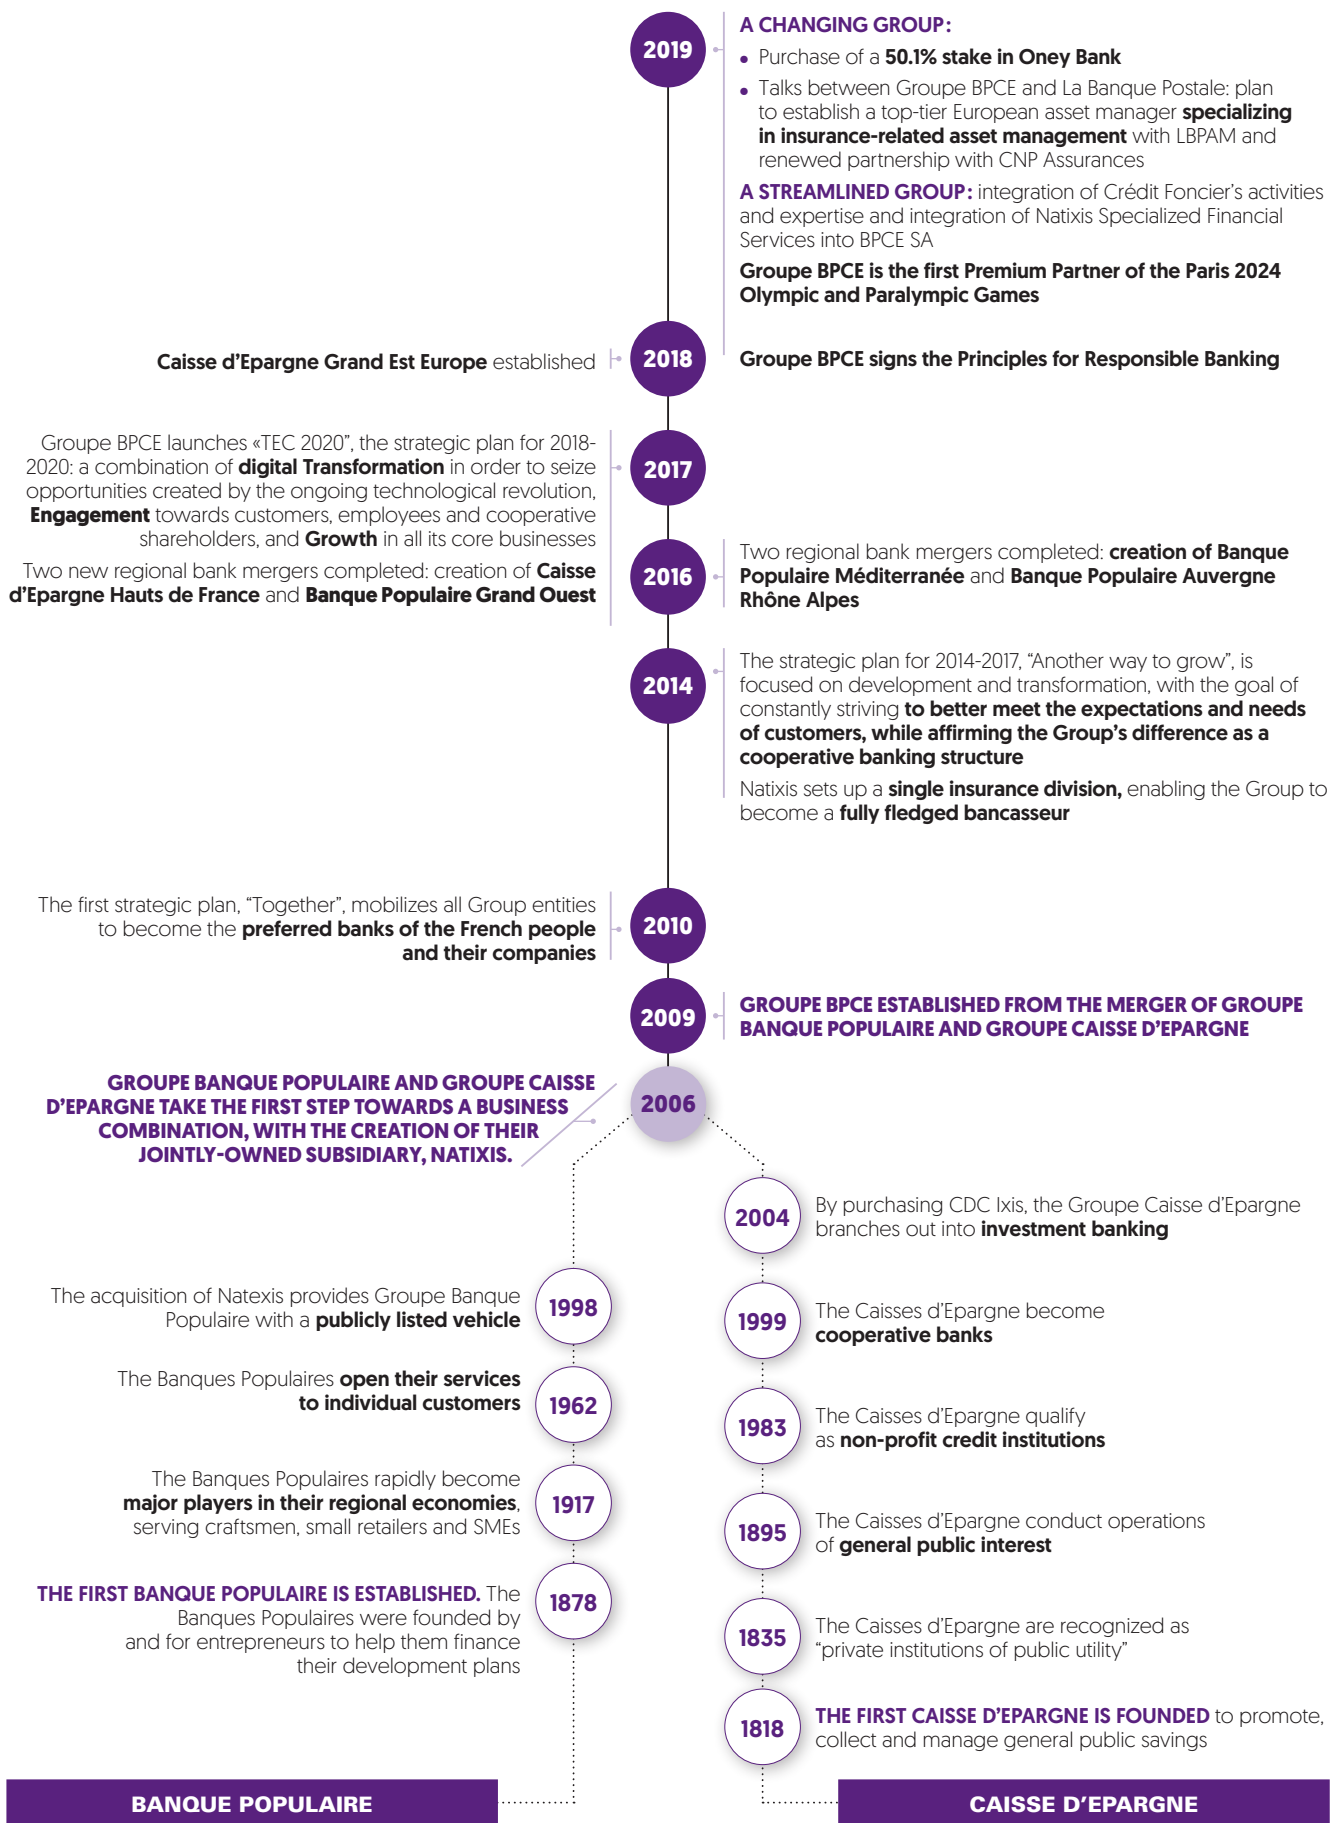 2019
A CHANGING GROUP:
• Purchase of a 50.1% stake in Oney Bank
• Talks between Groupe BPCE and La Banque Postale: plan
to establish a top-tier European asset manager specializing
in insurance-related asset management with LBPAM and
renewed partnership with CNP Assurances
A STREAMLINED GROUP: integration of Crédit Foncier’s activities
and expertise and integration of Natixis Specialized Financial
Services into BPCE SA
Groupe BPCE is the first Premium Partner of the Paris 2024
Olympic and Paralympic Games
Groupe BPCE signs the Principles for Responsible Banking
Caisse d’Epargne Grand Est Europe established
2018
Groupe BPCE launches «TEC 2020”, the strategic plan for 2018-
2020: a combination of digital Transformation in order to seize
opportunities created by the ongoing technological revolution,
Engagement towards customers, employees and cooperative
shareholders, and Growth in all its core businesses
Two new regional bank mergers completed: creation of Caisse
d’Epargne Hauts de France and Banque Populaire Grand Ouest
2017
2016
Two regional bank mergers completed: creation of Banque
Populaire Méditerranée and Banque Populaire Auvergne
Rhône Alpes
2014
The strategic plan for 2014-2017, “Another way to grow”, is
focused on development and transformation, with the goal of
constantly striving to better meet the expectations and needs
of customers, while affirming the Group’s difference as a
cooperative banking structure
Natixis sets up a single insurance division, enabling the Group to
become a fully fledged bancasseur
The first strategic plan, “Together”, mobilizes all Group entities
to become the preferred banks of the French people
and their companies
2010
2009
GROUPE BPCE ESTABLISHED FROM THE MERGER OF GROUPE
BANQUE POPULAIRE AND GROUPE CAISSE D’EPARGNE
GROUPE BANQUE POPULAIRE AND GROUPE CAISSE
D’EPARGNE TAKE THE FIRST STEP TOWARDS A BUSINESS
COMBINATION, WITH THE CREATION OF THEIR
JOINTLY-OWNED SUBSIDIARY, NATIXIS.
2006
The acquisition of Natexis provides Groupe Banque
Populaire with a publicly listed vehicle
1998
The Banques Populaires open their services
to individual customers
1962
The Banques Populaires rapidly become
major players in their regional economies,
serving craftsmen, small retailers and SMEs
1917
THE FIRST BANQUE POPULAIRE IS ESTABLISHED. The
Banques Populaires were founded by
and for entrepreneurs to help them finance
their development plans
1878
BANQUE POPULAIRE
2004
By purchasing CDC Ixis, the Groupe Caisse d’Epargne
branches out into investment banking
1999
The Caisses d’Epargne become
cooperative banks
1983
The Caisses d’Epargne qualify
as non-profit credit institutions
1895
The Caisses d’Epargne conduct operations
of general public interest
1835
The Caisses d’Epargne are recognized as
“private institutions of public utility”
1818
THE FIRST CAISSE D’EPARGNE IS FOUNDED to promote,
collect and manage general public savings
CAISSE D’EPARGNE